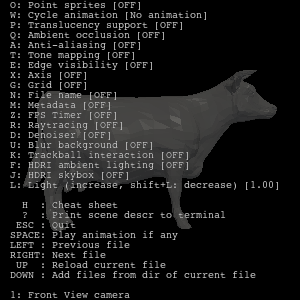 O: Point sprites [OFF]
W: Cycle animation [No animation]
P: Translucency support [OFF]
Q: Ambient occlusion [OFF]
A: Anti-aliasing [OFF]
T: Tone mapping [OFF]
E: Edge visibility [OFF]
X: Axis [OFF]
G: Grid [OFF]
N: File name [OFF]
M: Metadata [OFF]
Z: FPS Timer [OFF]
R: Raytracing [OFF]
D: Denoiser [OFF]
U: Blur background [OFF]
K: Trackball interaction [OFF]
F: HDRI ambient lighting [OFF]
J: HDRI skybox [OFF]
L: Light (increase, shift+L: decrease) [1.00]
H : Cheat sheet
? : Print scene descr to terminal
ESC : Quit
SPACE: Play animation if any
LEFT : Previous file
RIGHT: Next file
UP : Reload current file
DOWN : Add files from dir of current file
1: Front View camera